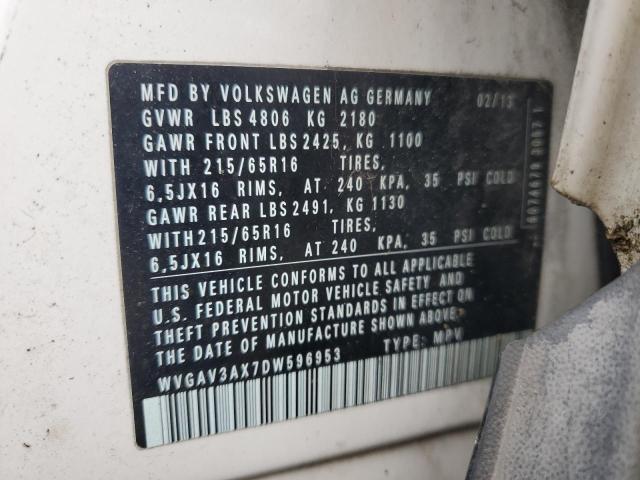 MFD BY VOLKSWAGEN AG GERMANY 02/13
GVWR LBS 4806 KG 2180
GAWR FRONT LBS 2425, KG 1100
WITH 215/65R16 TIRES,
6,5JX16 RIMS, AT 240 KPA, 35 PSI COLD
GAWR REAR LBS 2491, KG 1130
WITH 215/65R16 TIRES,
6,5JX16 RIMS, AT 240 KPA, 35 PSI COLD
THIS VEHICLE CONFORMS TO ALL APPLICABLE
U.S. FEDERAL MOTOR VEHICLE SAFETY AND
THEFT PREVENTION STANDARDS IN EFFECT ON
THE DATE OF MANUFACTURE SHOWN ABOVE.
WVGAV3AX7DW596953 TYPE: MPV